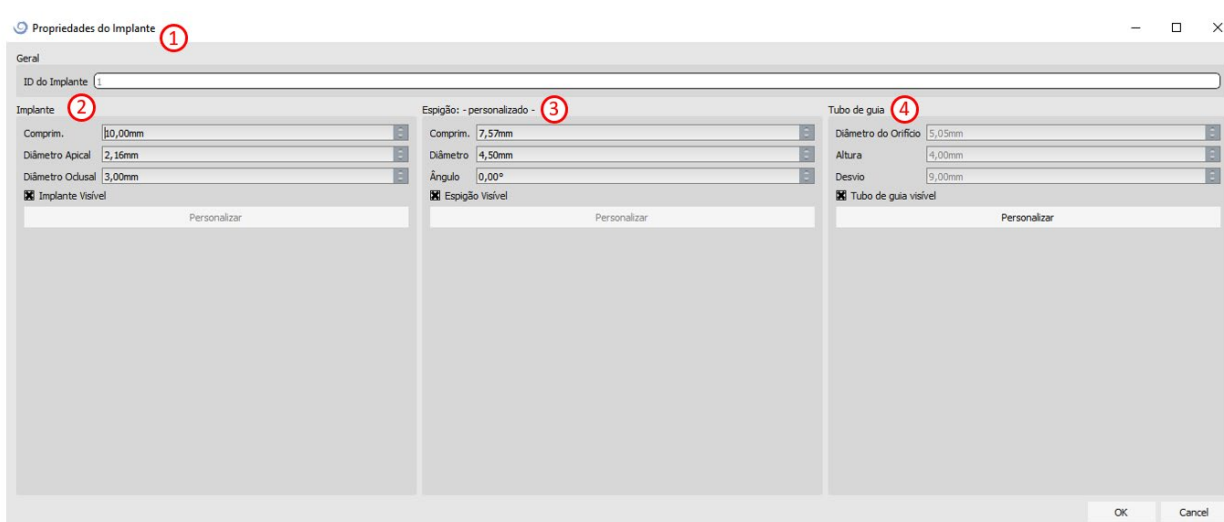 Propriedades do Implante
1
Geral
ID do Implante 1
Implante 2
Comprim. 10,00mm
Diâmetro Apical 2,16mm
Diâmetro Oclusal 3,00mm
Implante Visível
Personalizar
Espigão: - personalizado - 3
Comprim. 7,57mm
Diâmetro 4,50mm
Ângulo 0,00°
Espigão Visível
Personalizar
Tubo de guia 4
Diâmetro do Orifício 5,05mm
Altura 4,00mm
Desvio 9,00mm
Tubo de guia visível
Personalizar
OK Cancel